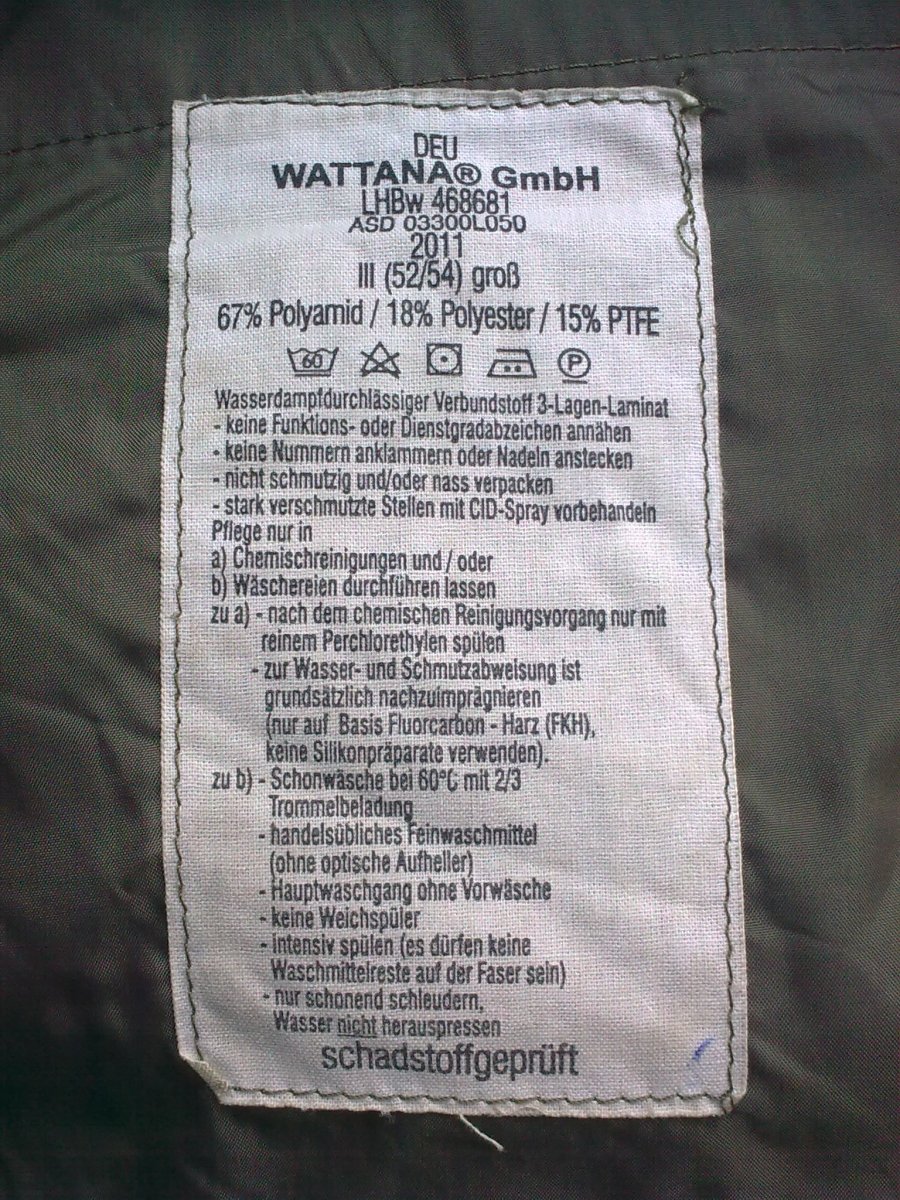 DEU
WATTANA® GmbH
LHBw 468681
ASD 03300L050
2011
III (52/54) groß
67% Polyamid / 18% Polyester / 15% PTFE
60 P
Wasserdampfdurchlässiger Verbundstoff 3-Lagen-Laminat
- keine Funktions- oder Dienstgradabzeichen annähen
- keine Nummern anklammern oder Nadeln anstecken
- nicht schmutzig und/oder nass verpacken
- stark verschmutzte Stellen mit CID-Spray vorbehandeln
Pflege nur in
a) Chemischreinigungen und / oder
b) Wäschereien durchführen lassen
zu a) - nach dem chemischen Reinigungsvorgang nur mit
reinem Perchlorethylen spülen
- zur Wasser- und Schmutzabweisung ist
grundsätzlich nachzuimprägnieren
(nur auf Basis Fluorcarbon - Harz (FKH),
keine Silikonpräparate verwenden).
zu b) - Schonwäsche bei 60°C mit 2/3
Trommelbeladung
- handelsübliches Feinwaschmittel
(ohne optische Aufheller)
- Hauptwaschgang ohne Vorwäsche
- keine Weichspüler
- intensiv spülen (es dürfen keine
Waschmittelreste auf der Faser sein)
- nur schonend schleudern,
Wasser nicht herauspressen
schadstoffgeprüft